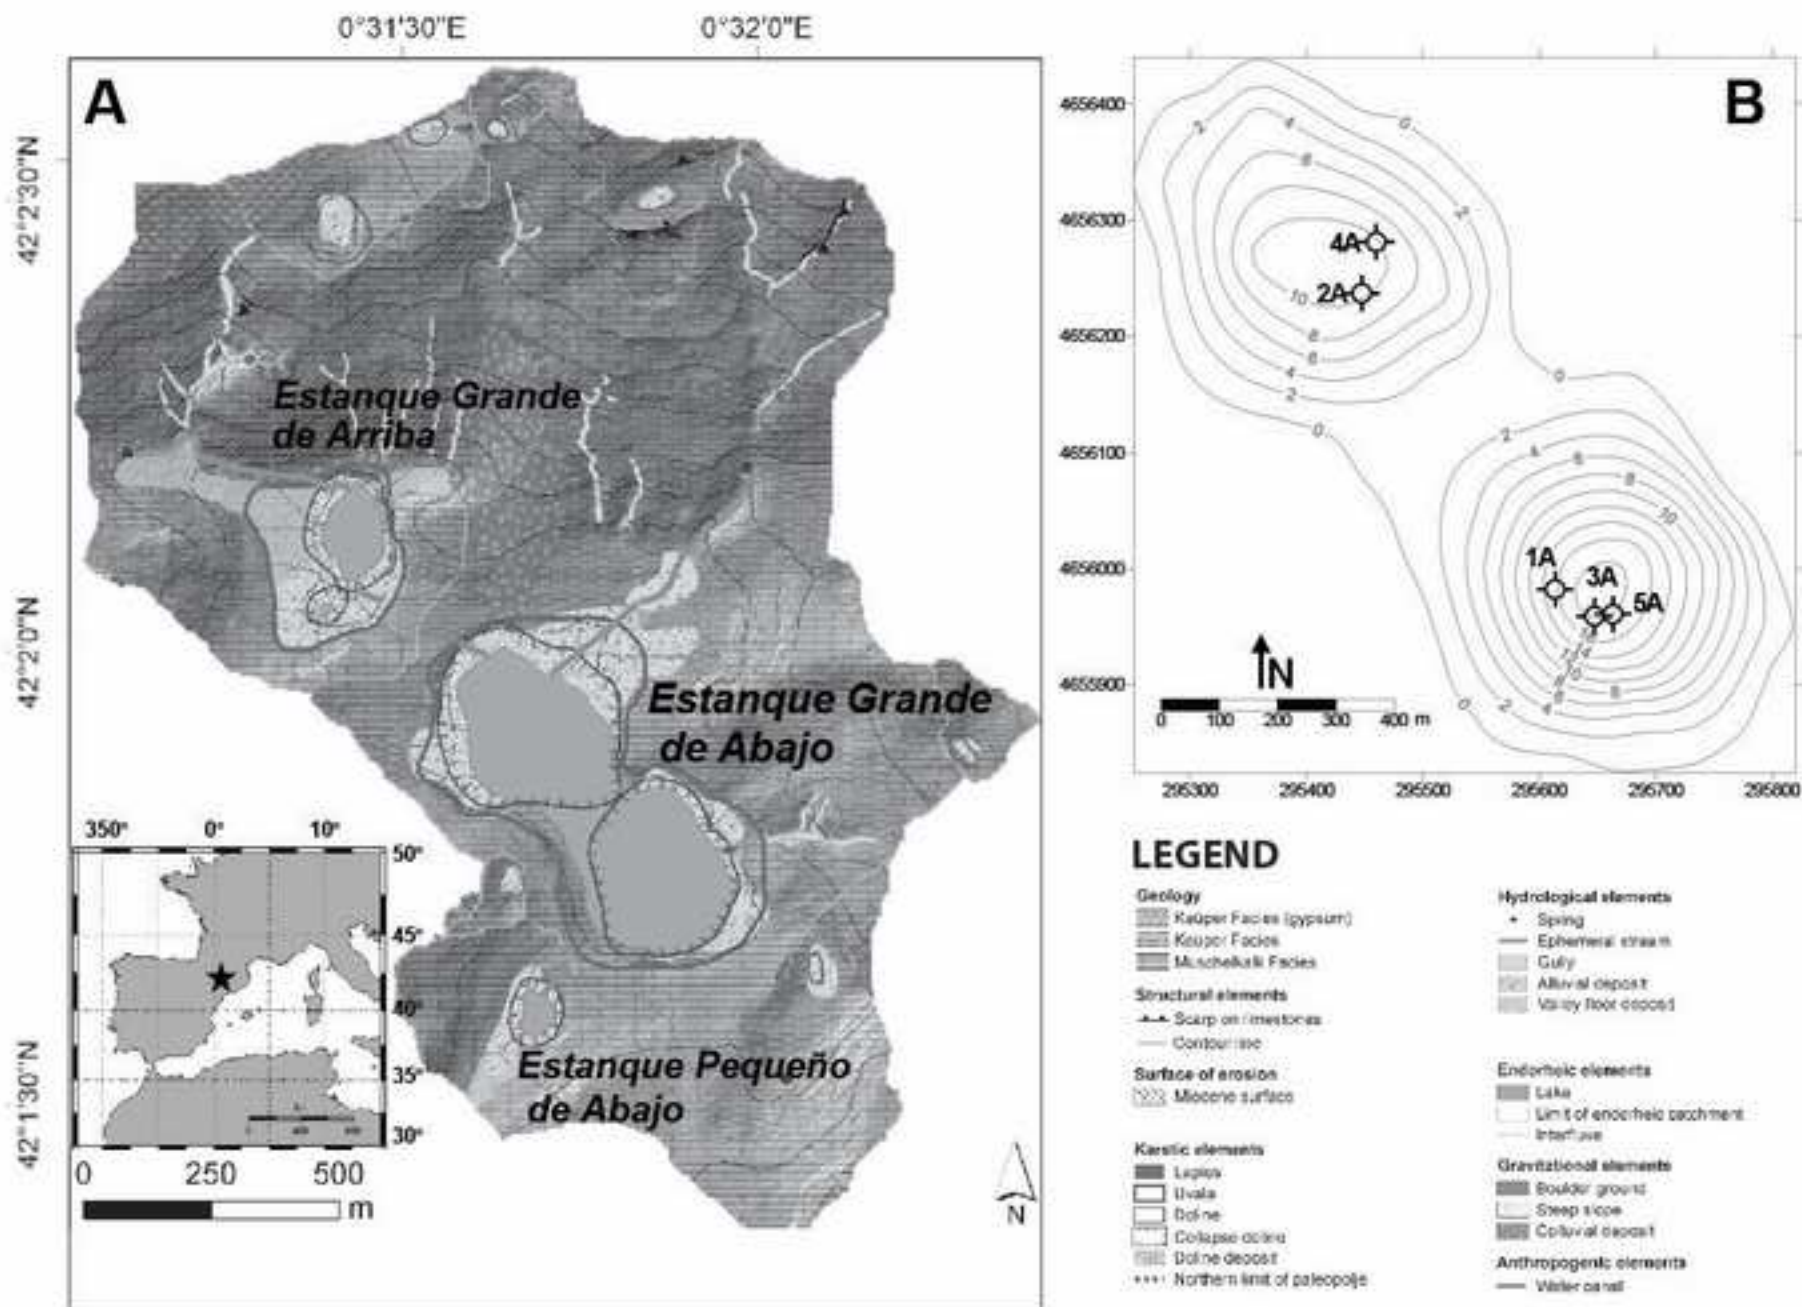 0°31'30"E 0°32'0"E
A
42°2'30"N
42°2'0"N
42°1'30"N
Estanque Grande
de Arriba
Estanque Grande
de Abajo
Estanque Pequeño
de Abajo
350° 0° 10°
50°
45°
40°
35°
30°
0 250 500
m
N
B
4656400
4656300
4656200
4656100
4656000
4655900
4A
2A
1A
3A
5A
N
0 100 200 300 400 m
295300 295400 295500 295600 295700 295800
LEGEND
Geology
Keüper Facies (gypsum)
Keüper Facies
Muschelkalk Facies
Structural elements
Scarp on limestones
Contour line
Surface of erosion
Miocene surface
Karstic elements
Lapies
Uvala
Doline
Collapse doline
Doline deposit
Northern limit of paleopolje
Hydrological elements
Spring
Ephemeral stream
Gully
Alluvial deposit
Valley floor deposit
Endorheic elements
Lake
Limit of endorheic catchment
Interfluve
Gravitational elements
Boulder ground
Steep slope
Colluvial deposit
Anthropogenic elements
Water canal